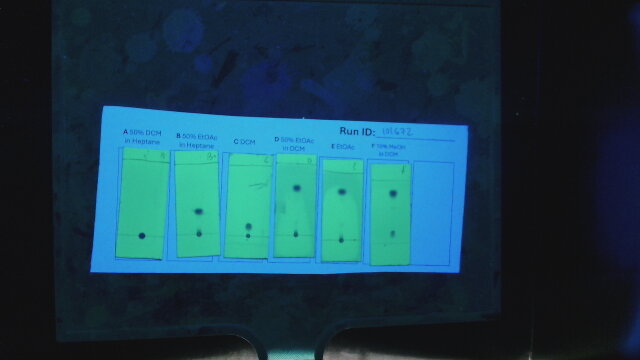 Run ID: 101672
A 50% DCM
in Heptane
B 50% EtOAc
in Heptane
C DCM
D 50% EtOAc
in DCM
E EtOAc
F 10% MeOH
in DCM